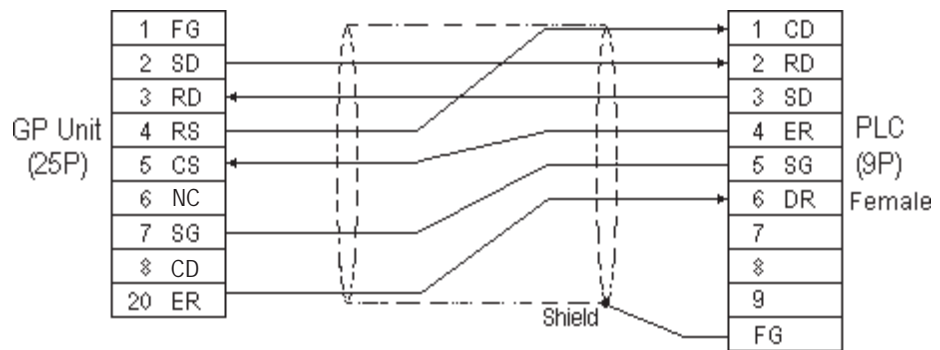 1 FG
2 SD
3 RD
4 RS
5 CS
6 NC
7 SG
8 CD
20 ER
GP Unit
(25P)
Shield
1 CD
2 RD
3 SD
4 ER
5 SG
6 DR
7
8
9
FG
PLC
(9P)
Female